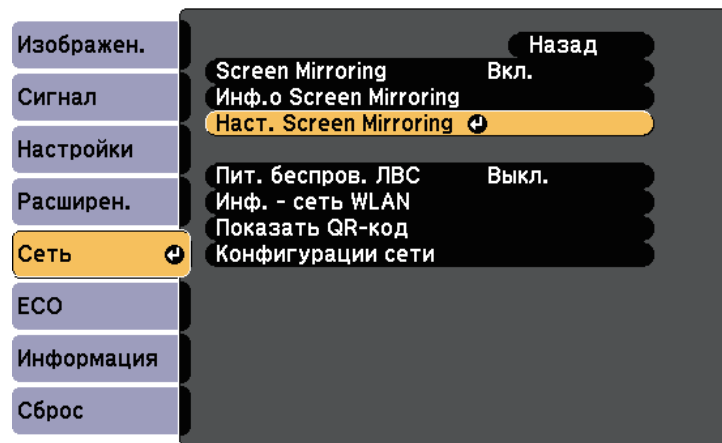 Изображен.
Сигнал
Настройки
Расширен.
Сеть
ECO
Информация
Сброс
Назад
Screen Mirroring Вкл.
Инф.о Screen Mirroring
Наст. Screen Mirroring
Пит. беспров. ЛВС Выкл.
Инф. - сеть WLAN
Показать QR-код
Конфигурации сети